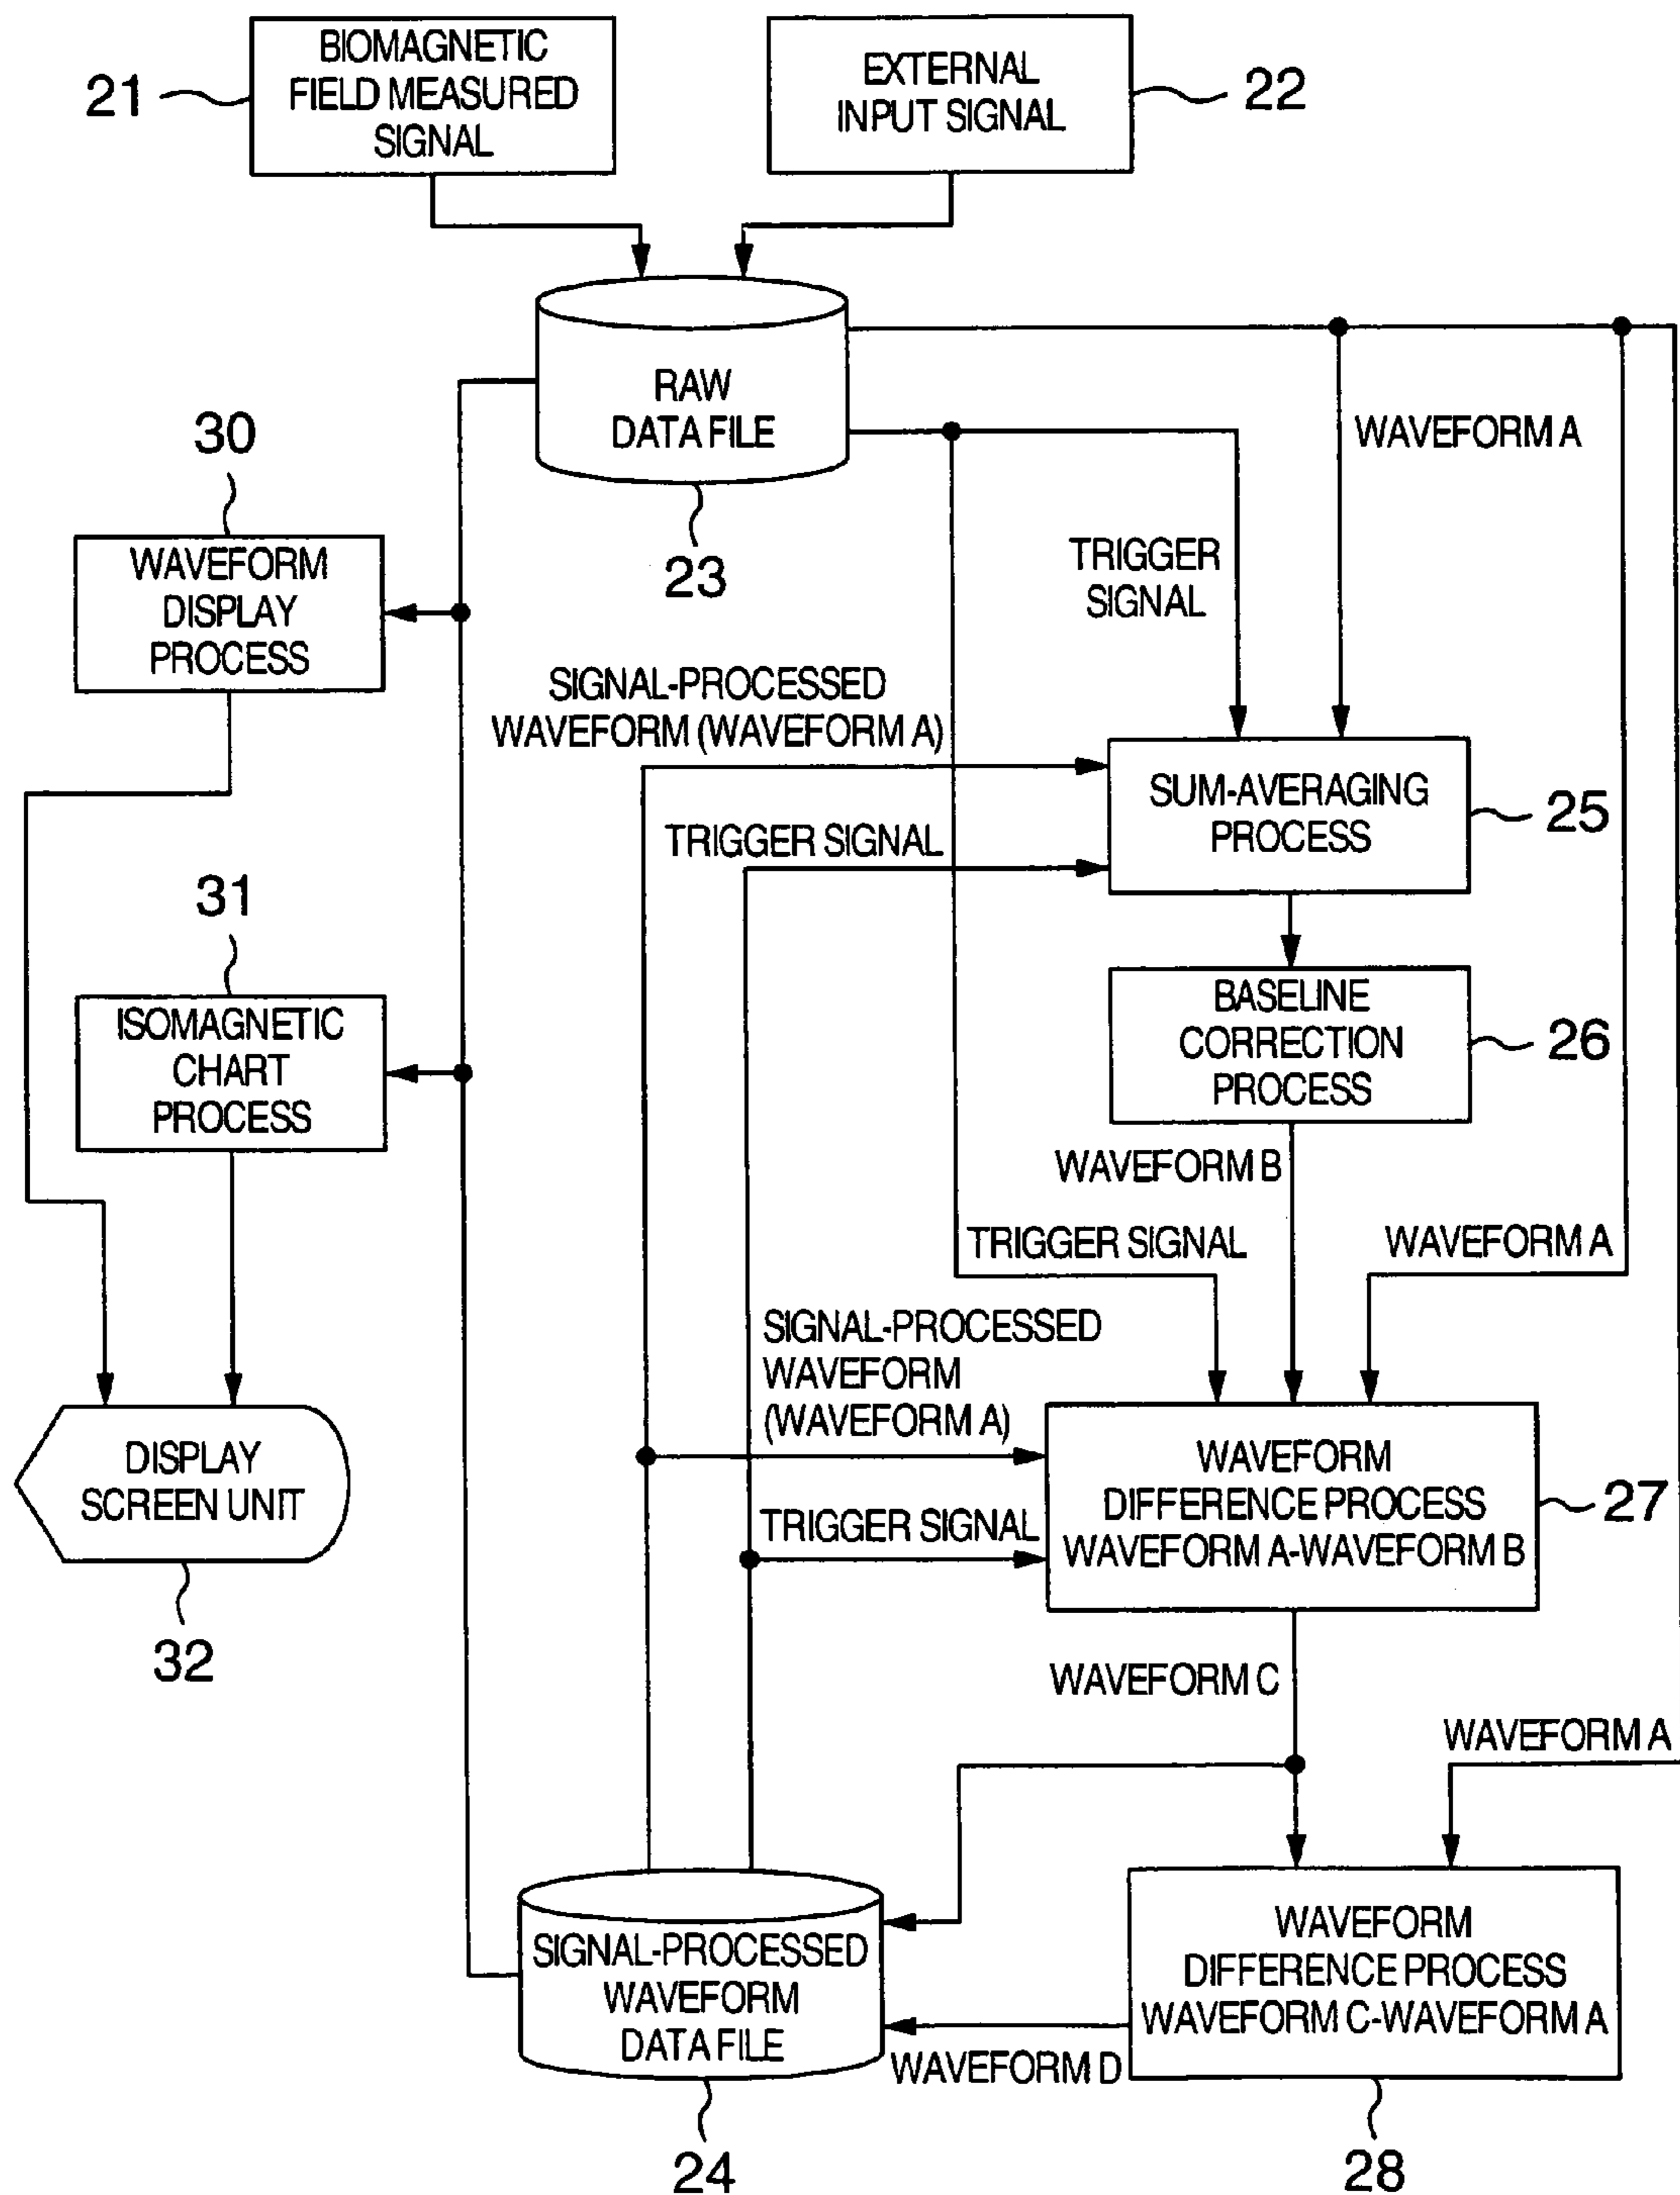 BIOMAGNETIC
FIELD MEASURED
SIGNAL
21
EXTERNAL
INPUT SIGNAL
22
RAW
DATA FILE
23
WAVEFORM A
30
WAVEFORM
DISPLAY
PROCESS
TRIGGER
SIGNAL
SIGNAL-PROCESSED
WAVEFORM (WAVEFORM A)
SUM-AVERAGING
PROCESS
25
TRIGGER SIGNAL
31
ISOMAGNETIC
CHART
PROCESS
BASELINE
CORRECTION
PROCESS
26
WAVEFORM B
TRIGGER SIGNAL
WAVEFORM A
SIGNAL-PROCESSED
WAVEFORM
(WAVEFORM A)
DISPLAY
SCREEN UNIT
32
WAVEFORM
DIFFERENCE PROCESS
WAVEFORM A-WAVEFORM B
27
TRIGGER SIGNAL
WAVEFORM C
WAVEFORM A
SIGNAL-PROCESSED
WAVEFORM
DATA FILE
24
WAVEFORM
DIFFERENCE PROCESS
WAVEFORM C-WAVEFORM A
WAVEFORM D
28